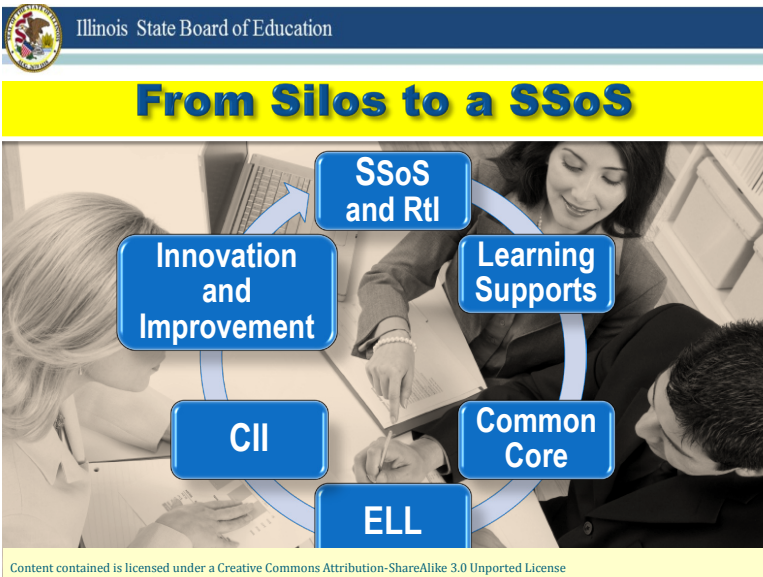 Illinois State Board of Education
From Silos to a SSoS
SSoS
and RtI
Learning
Supports
Common
Core
ELL
CII
Innovation
and
Improvement
Content contained is licensed under a Creative Commons Attribution-ShareAlike 3.0 Unported License